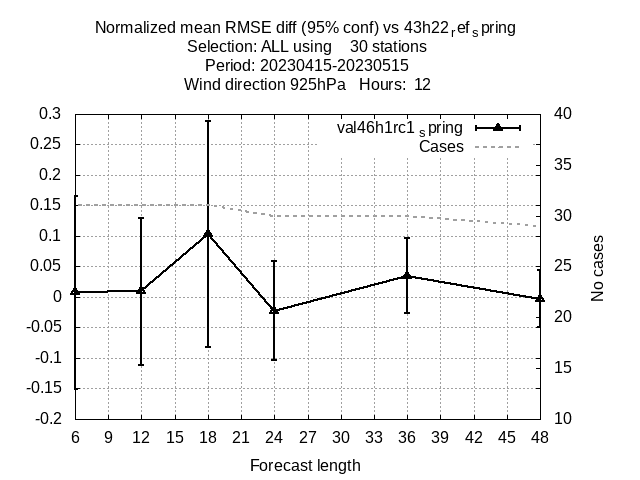 Normalized mean RMSE diff (95% conf) vs 43h22refspring
Selection: ALL using 30 stations
Period: 20230415-20230515
Wind direction 925hPa Hours: 12
val46h1rc1spring
Cases
0.3
0.25
0.2
0.15
0.1
0.05
0
-0.05
-0.1
-0.15
-0.2
40
35
30
25
20
15
10
No cases
6 9 12 15 18 21 24 27 30 33 36 39 42 45 48
Forecast length